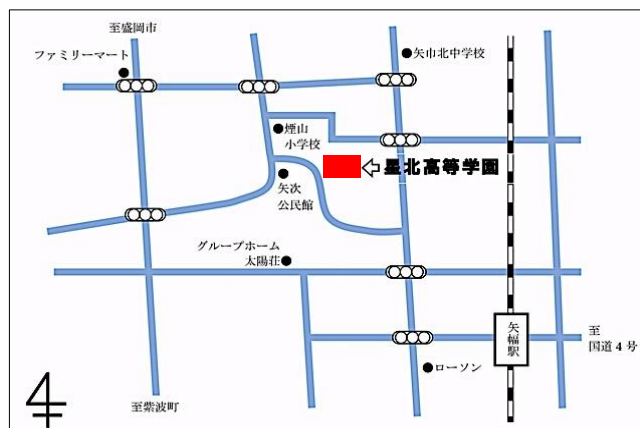 至盛岡市
ファミリーマート
矢巾北中学校
煙山
小学校
星北高等学園
矢次
公民館
グループホーム
太陽荘
矢幅駅
至
国道4号
ローソン
至紫波町